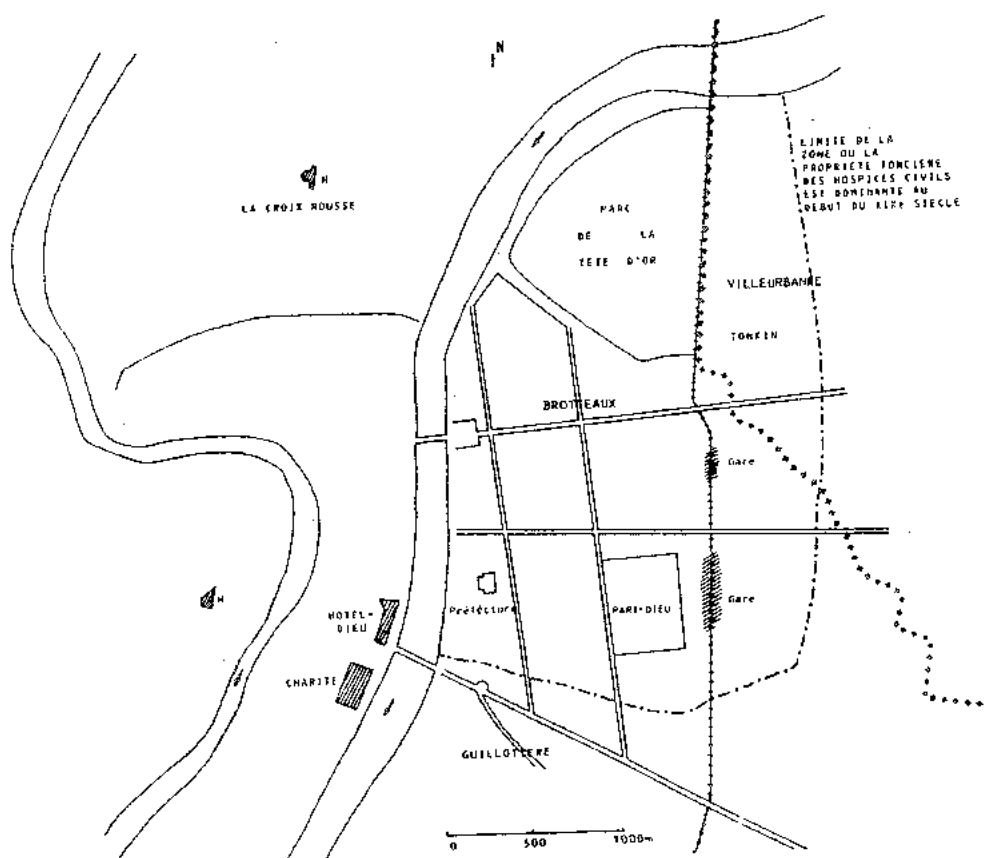 N
LIMITE DE LA
ZONE OU LA
PROPRIETE FONCIERE
DES HOSPICES CIVILS
EST DOMINANTE AU
DEBUT DU XIXe SIECLE
H
LA CROIX ROUSSE
PARC
DE LA
TETE D'OR
VILLEURBANNE
TONKIN
BROTTEAUX
Gare
H
HOTEL-
DIEU
Préfecture
PART-DIEU
Gare
CHARITE
GUILLOTIERE
0 500 1000m